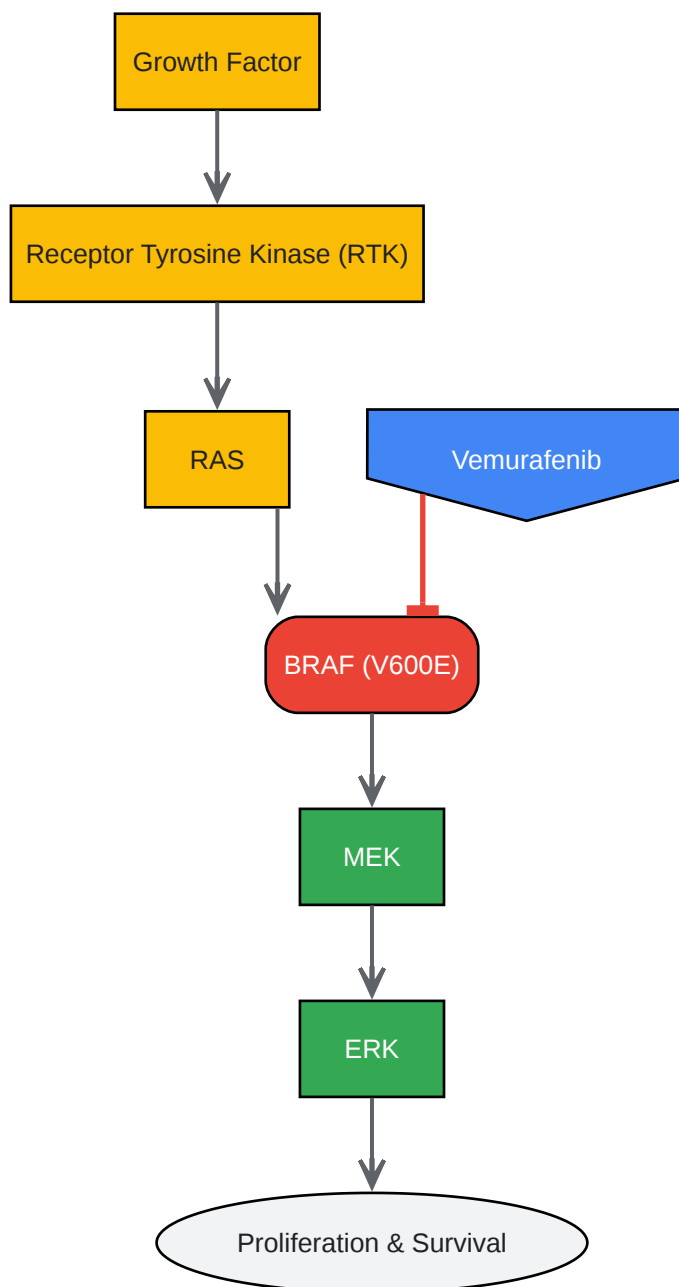 Growth Factor
Receptor Tyrosine Kinase (RTK)
RAS
Vemurafenib
BRAF (V600E)
MEK
ERK
Proliferation & Survival